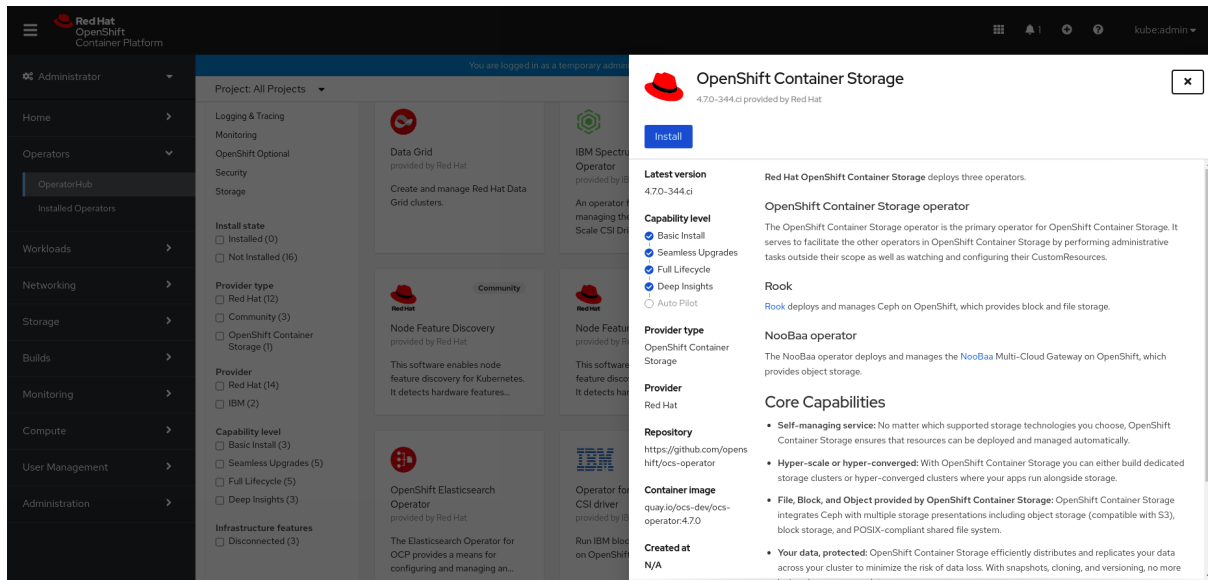 Red Hat
OpenShift
Container Platform
1
kube:admin
Administrator
Home
Operators
OperatorHub
Installed Operators
Workloads
Networking
Storage
Builds
Monitoring
Compute
User Management
Administration
You are logged in as a temporary admin
Project: All Projects
Logging & Tracing
Monitoring
OpenShift Optional
Security
Storage
Install state
Installed (0)
Not Installed (16)
Provider type
Red Hat (12)
Community (3)
OpenShift Container
Storage (1)
Provider
Red Hat (14)
IBM (2)
Capability level
Basic Install (3)
Seamless Upgrades (5)
Full Lifecycle (5)
Deep Insights (3)
Infrastructure features
Disconnected (3)
Data Grid
provided by Red Hat
Create and manage Red Hat Data
Grid clusters.
IBM Spectru
Operator
provided by IB
An operator f
managing the
Scale CSI Dri
Red Hat
Community
Node Feature Discovery
provided by Red Hat
This software enables node
feature discovery for Kubernetes.
It detects hardware features...
Red Hat
Node Featur
provided by R
This software
feature disco
It detects har
OpenShift Elasticsearch
Operator
provided by Red Hat
The Elasticsearch Operator for
OCP provides a means for
configuring and managing an...
IBM
Operator for
CSI driver
provided by IB
Run IBM bloc
on OpenShift
OpenShift Container Storage
4.7.0-344.ci provided by Red Hat
Install
Latest version
4.7.0-344.ci
Capability level
Basic Install
Seamless Upgrades
Full Lifecycle
Deep Insights
Auto Pilot
Provider type
OpenShift Container
Storage
Provider
Red Hat
Repository
https://github.com/opens
hift/ocs-operator
Container image
quay.io/ocs-dev/ocs-
operator:4.7.0
Created at
N/A
Red Hat OpenShift Container Storage deploys three operators.
OpenShift Container Storage operator
The OpenShift Container Storage operator is the primary operator for OpenShift Container Storage. It
serves to facilitate the other operators in OpenShift Container Storage by performing administrative
tasks outside their scope as well as watching and configuring their CustomResources.
Rook
Rook deploys and manages Ceph on OpenShift, which provides block and file storage.
NooBaa operator
The NooBaa operator deploys and manages the NooBaa Multi-Cloud Gateway on OpenShift, which
provides object storage.
Core Capabilities
• Self-managing service: No matter which supported storage technologies you choose, OpenShift
Container Storage ensures that resources can be deployed and managed automatically.
• Hyper-scale or hyper-converged: With OpenShift Container Storage you can either build dedicated
storage clusters or hyper-converged clusters where your apps run alongside storage.
• File, Block, and Object provided by OpenShift Container Storage: OpenShift Container Storage
integrates Ceph with multiple storage presentations including object storage (compatible with S3),
block storage, and POSIX-compliant shared file system.
• Your data, protected: OpenShift Container Storage efficiently distributes and replicates your data
across your cluster to minimize the risk of data loss. With snapshots, cloning, and versioning, no more